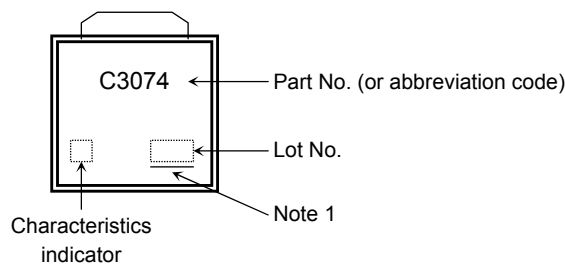 C3074
Part No. (or abbreviation code)
Lot No.
Note 1
Characteristics
indicator